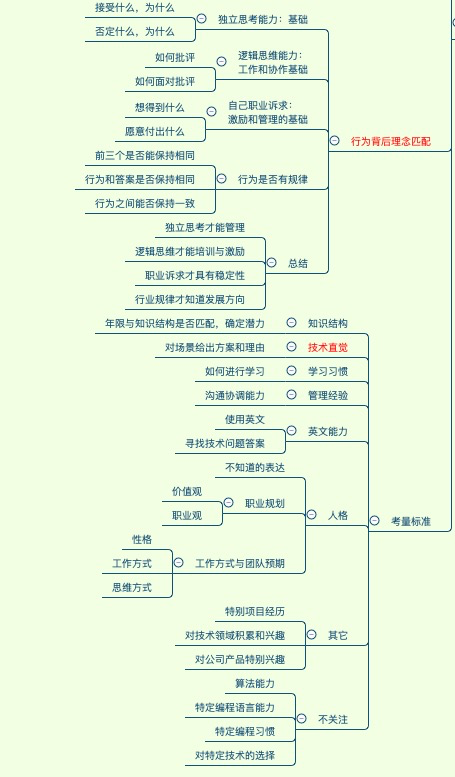 接受什么，为什么
否定什么，为什么
独立思考能力：基础
如何批评
如何面对批评
逻辑思维能力：
工作和协作基础
想得到什么
愿意付出什么
自己职业诉求：
激励和管理的基础
前三个是否能保持相同
行为和答案是否保持相同
行为之间能否保持一致
行为是否有规律
独立思考才能管理
逻辑思维才能培训与激励
职业诉求才具有稳定性
行业规律才知道发展方向
总结
行为背后理念匹配
年限与知识结构是否匹配，确定潜力
知识结构
对场景给出方案和理由
技术直觉
如何进行学习
学习习惯
沟通协调能力
管理经验
使用英文
寻找技术问题答案
英文能力
不知道的表达
价值观
职业观
职业规划
性格
工作方式
思维方式
工作方式与团队预期
人格
特别项目经历
对技术领域积累和兴趣
对公司产品特别兴趣
其它
算法能力
特定编程语言能力
特定编程习惯
对特定技术的选择
不关注
考量标准